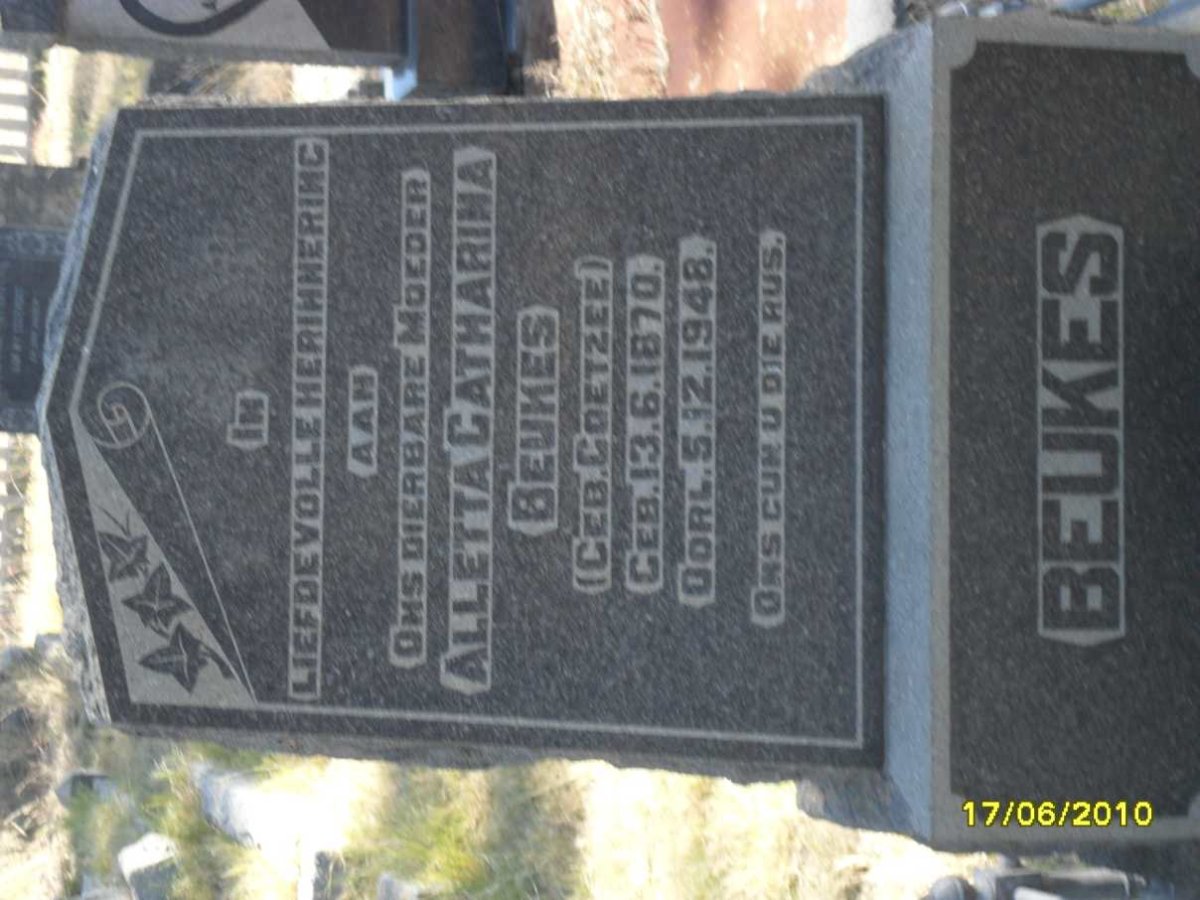 IN
LIEFDEVOLLE HERINNERING
AAN
ONS DIERBARE MOEDER
ALLETTA CATHARINA
BEUKES
(GEB. COETZEE)
GEB. 13.6.1870.
OORL. 5.12.1948.
ONS GUN U DIE RUS.
BEUKES
17/06/2010